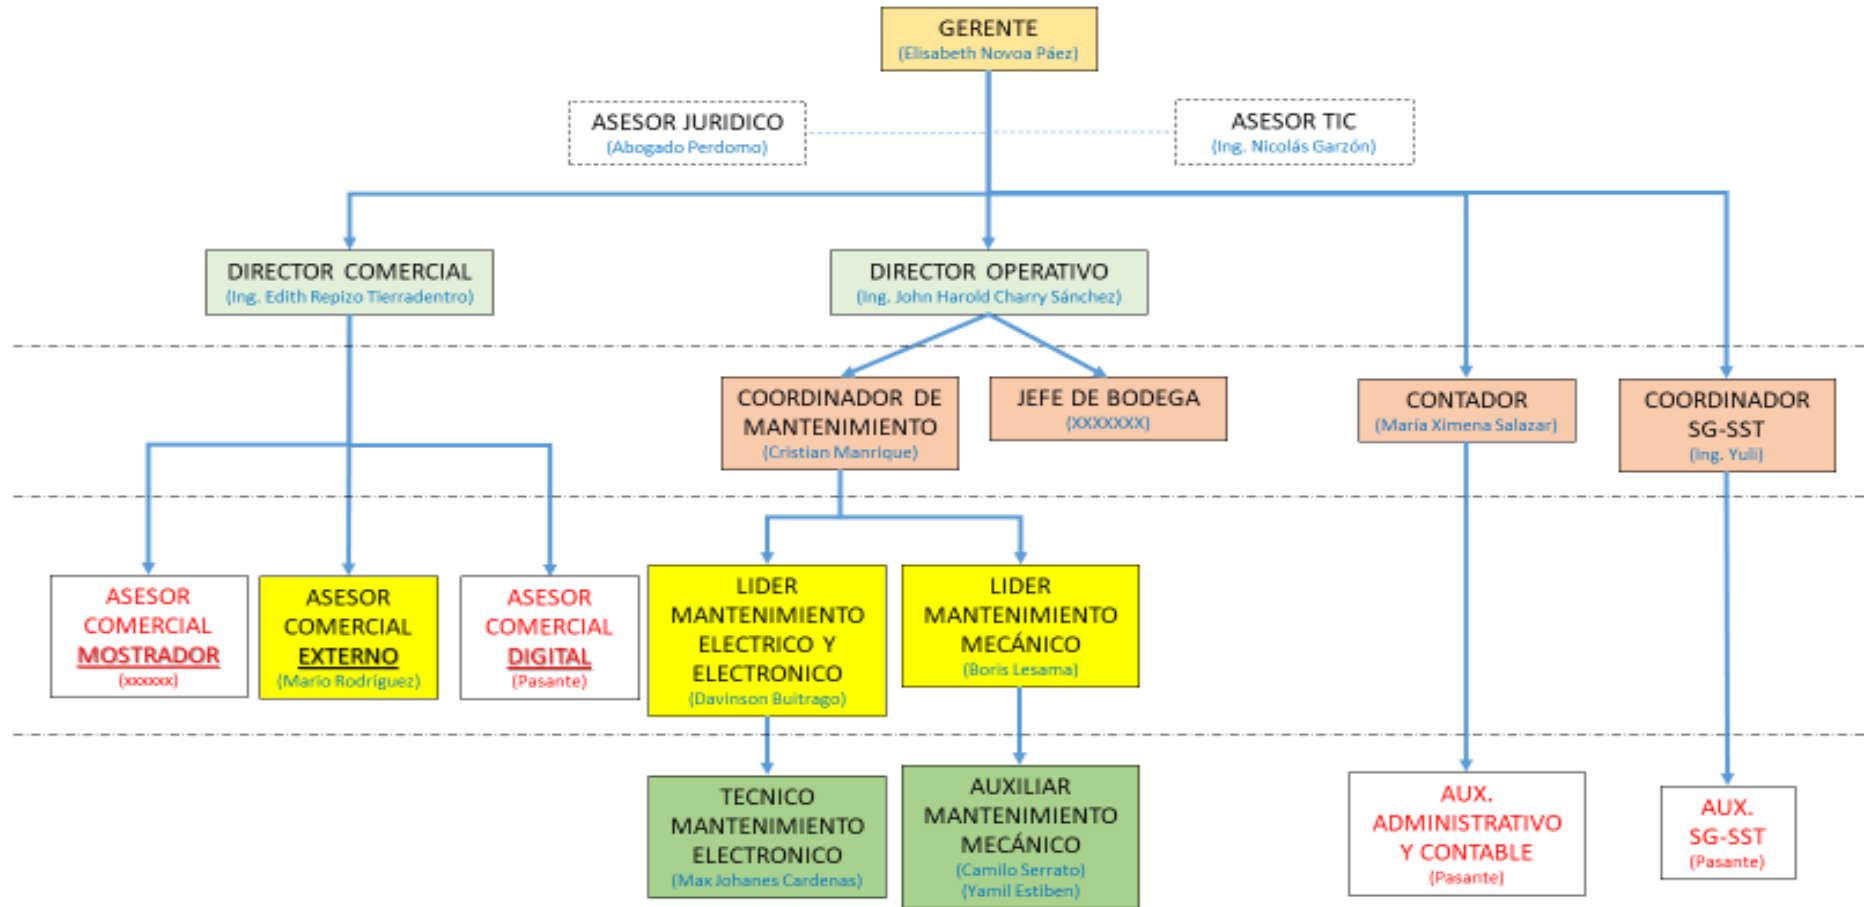 GERENTE
(Elisabeth Novoa Páez)
ASESOR JURIDICO
(Abogado Perdomo)
ASESOR TIC
(Ing. Nicolás Garzón)
DIRECTOR COMERCIAL
(Ing. Edith Repizo Tierradentro)
DIRECTOR OPERATIVO
(Ing. John Harold Charry Sánchez)
COORDINADOR DE
MANTENIMIENTO
(Cristian Manrique)
JEFE DE BODEGA
(XXXXXXX)
CONTADOR
(María Ximena Salazar)
COORDINADOR
SG-SST
(Ing. Yuli)
ASESOR
COMERCIAL
MOSTRADOR
(xxxxxx)
ASESOR
COMERCIAL
EXTERNO
(Mario Rodríguez)
ASESOR
COMERCIAL
DIGITAL
(Pasante)
LIDER
MANTENIMIENTO
ELECTRICO Y
ELECTRONICO
(Davinson Buitrago)
LIDER
MANTENIMIENTO
MECÁNICO
(Boris Lesama)
TECNICO
MANTENIMIENTO
ELECTRONICO
(Max Johanes Cardenas)
AUXILIAR
MANTENIMIENTO
MECÁNICO
(Camilo Serrato)
(Yamil Estiben)
AUX.
ADMINISTRATIVO
Y CONTABLE
(Pasante)
AUX.
SG-SST
(Pasante)